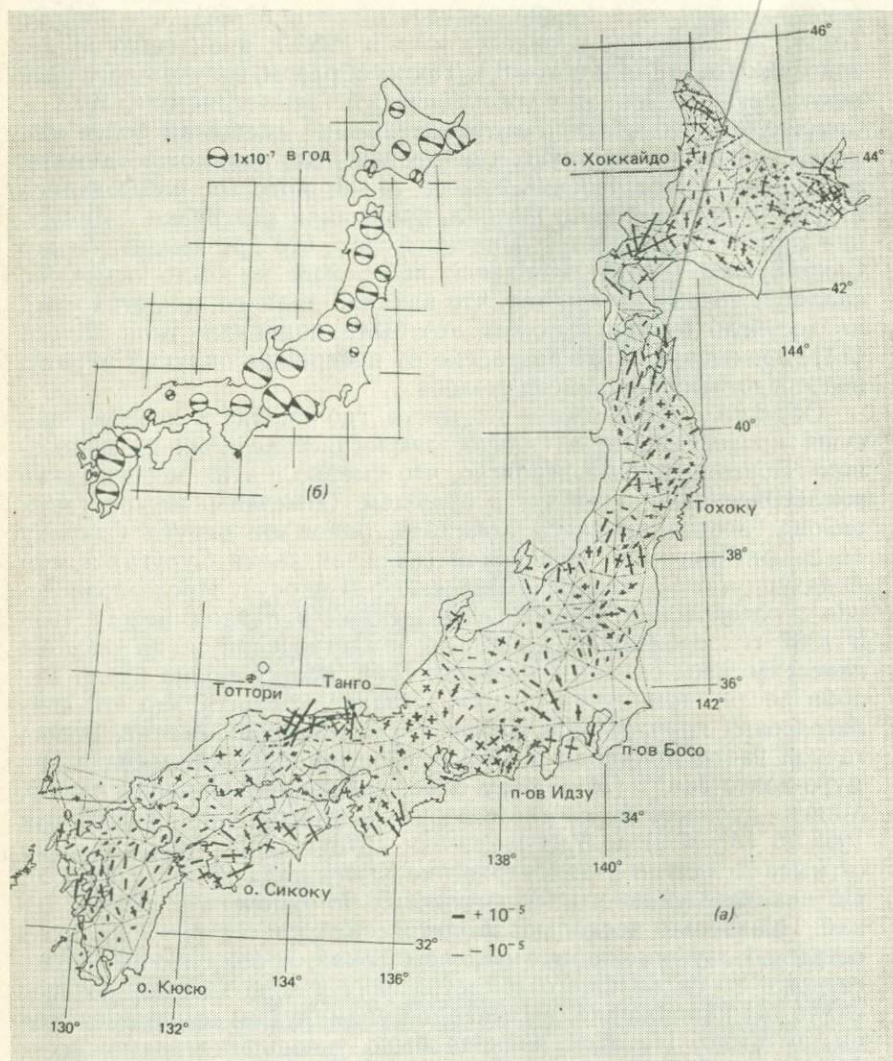 46°
1x10⁻⁷ в год
о. Хоккайдо
44°
42°
144°
40°
(б)
Тохоку
38°
Тоттори
Танго
36°
142°
п-ов Босо
п-ов Идзу
34°
138°
140°
о. Сикоку
+ 10⁻⁵
(а)
− 10⁻⁵
32°
134°
136°
о. Кюсю
130°
132°